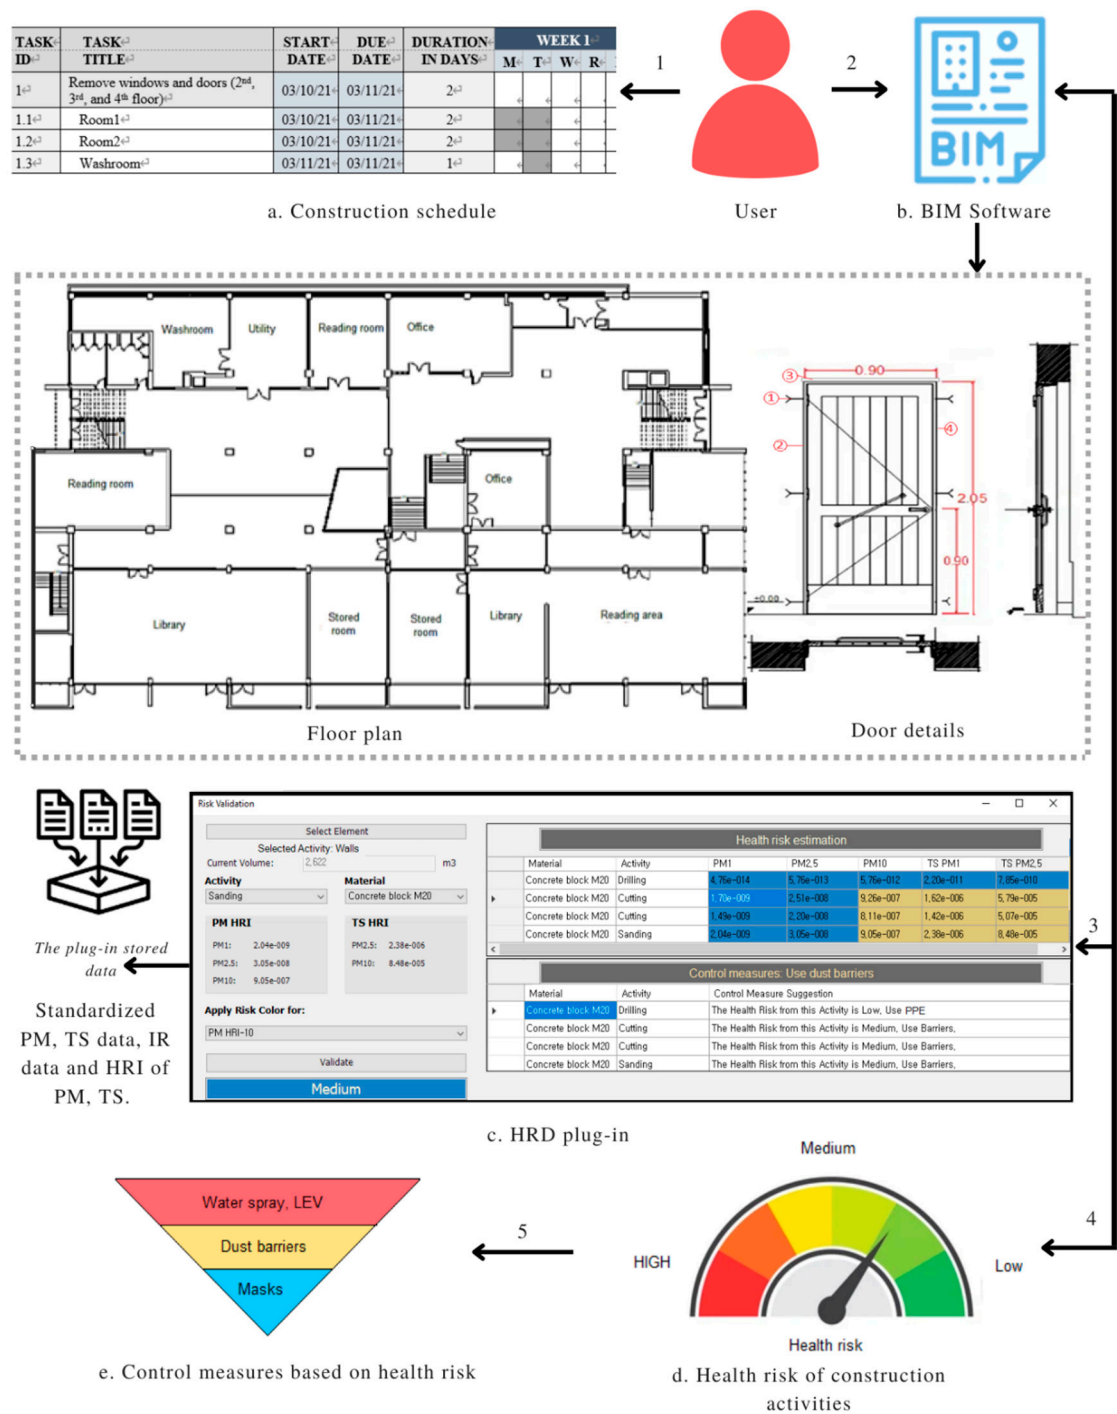 TASK ID TASK TITLE START DATE DUE DATE DURATION IN DAYS WEEK 1
M T W R
1 Remove windows and doors (2nd, 3rd, and 4th floor) 03/10/21 03/11/21 2
1.1 Room1 03/10/21 03/11/21 2
1.2 Room2 03/10/21 03/11/21 2
1.3 Washroom 03/11/21 03/11/21 1
a. Construction schedule
1
User
2
BIM
b. BIM Software
Washroom
Utility
Reading room
Office
Reading room
Office
Library
Stored room
Stored room
Library
Reading area
Floor plan
0.90
③
①
②
④
2.05
0.90
±0.00
Door details
The plug-in stored
data
Standardized
PM, TS data, IR
data and HRI of
PM, TS.
Risk Validation
Select Element
Selected Activity: Walls
Current Volume: 2,622 m3
Activity Material
Sanding Concrete block M20
PM HRI TS HRI
PM1: 2.04e-009 PM2.5: 2.38e-006
PM2.5: 3.05e-008 PM10: 8.48e-005
PM10: 9.05e-007
Apply Risk Color for:
PM HRI-10
Validate
Medium
Health risk estimation
Material Activity PM1 PM2,5 PM10 TS PM1 TS PM2,5
Concrete block M20 Drilling 4,76e-014 5,76e-013 5,76e-012 2,20e-011 7,85e-010
Concrete block M20 Cutting 1,70e-009 2,51e-008 9,26e-007 1,62e-006 5,79e-005
Concrete block M20 Cutting 1,49e-009 2,20e-008 8,11e-007 1,42e-006 5,07e-005
Concrete block M20 Sanding 2,04e-009 3,05e-008 9,05e-007 2,38e-006 8,48e-005
Control measures: Use dust barriers
Material Activity Control Measure Suggestion
Concrete block M20 Drilling The Health Risk from this Activity is Low, Use PPE
Concrete block M20 Cutting The Health Risk from this Activity is Medium, Use Barriers,
Concrete block M20 Cutting The Health Risk from this Activity is Medium, Use Barriers,
Concrete block M20 Sanding The Health Risk from this Activity is Medium, Use Barriers,
3
c. HRD plug-in
4
Medium
HIGH
Low
Health risk
d. Health risk of construction
activities
5
Water spray, LEV
Dust barriers
Masks
e. Control measures based on health risk